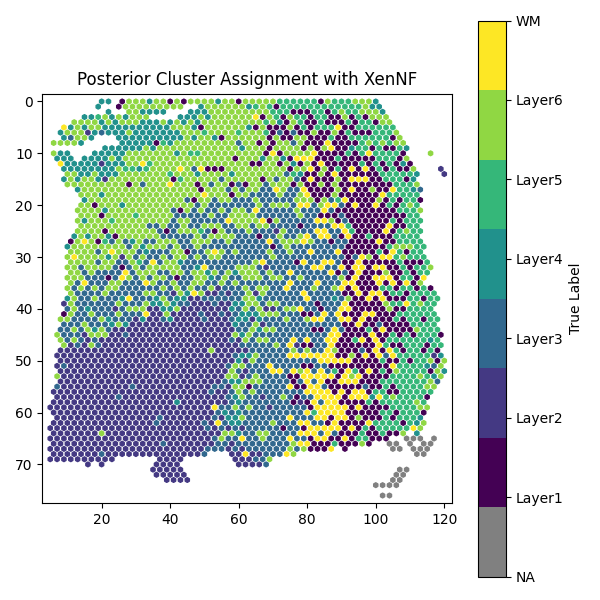 Posterior Cluster Assignment with XenNF
0
10
20
30
40
50
60
70
20
40
60
80
100
120
WM
Layer6
Layer5
Layer4
Layer3
Layer2
Layer1
NA
True Label